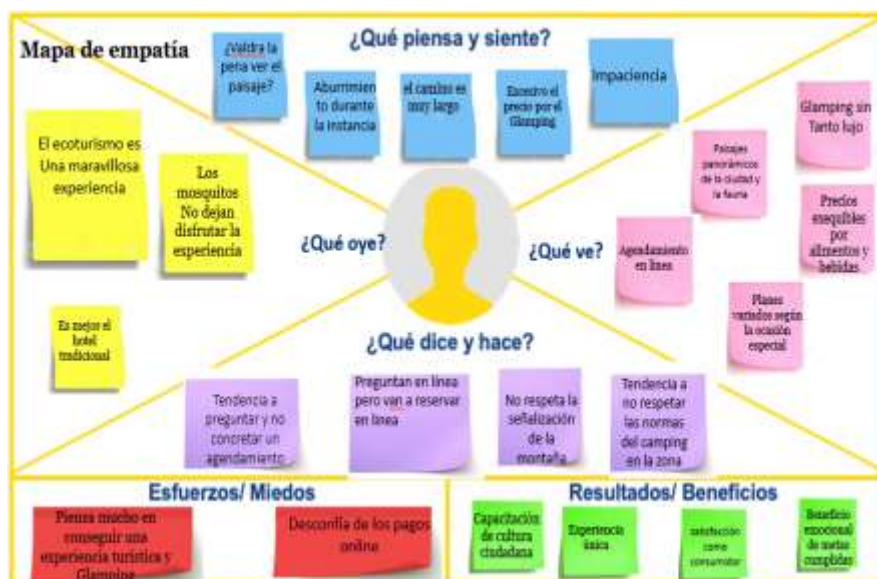 Mapa de empatía
¿Qué piensa y siente?
¿Valdra la
pena ver el
paisaje?
Aburrimien
to durante
la instancia
el camino es
muy largo
Excesivo el
precio por el
Glamping
Impaciencia
El ecoturismo es
Una maravillosa
experiencia
Los
mosquitos
No dejan
disfrutar la
experiencia
Es mejor el
hotel
tradicional
¿Qué oye?
¿Qué ve?
Glamping sin
Tanto lujo
Paisajes
panorámicos
de la ciudad y
la fauna
Precios
exequibles
por
alimentos y
bebidas
Agendamiento
en linea
Planes
variados según
la ocasión
especial
¿Qué dice y hace?
Tendencia a
preguntar y no
concretar un
agendamiento
Preguntan en línea
pero van a reservar
en linea
No respeta la
señalización
de la
montaña
Tendencia a
no respetar
las normas
del camping
en la zona
Esfuerzos/ Miedos
Piensa mucho en
conseguir una
experiencia turística y
Glamping
Desconfía de los pagos
online
Resultados/ Beneficios
Capacitación
de cultura
ciudadana
Experiencia
única
satisfacción
como
consumidor
Beneficio
emocional
de metas
cumplidas